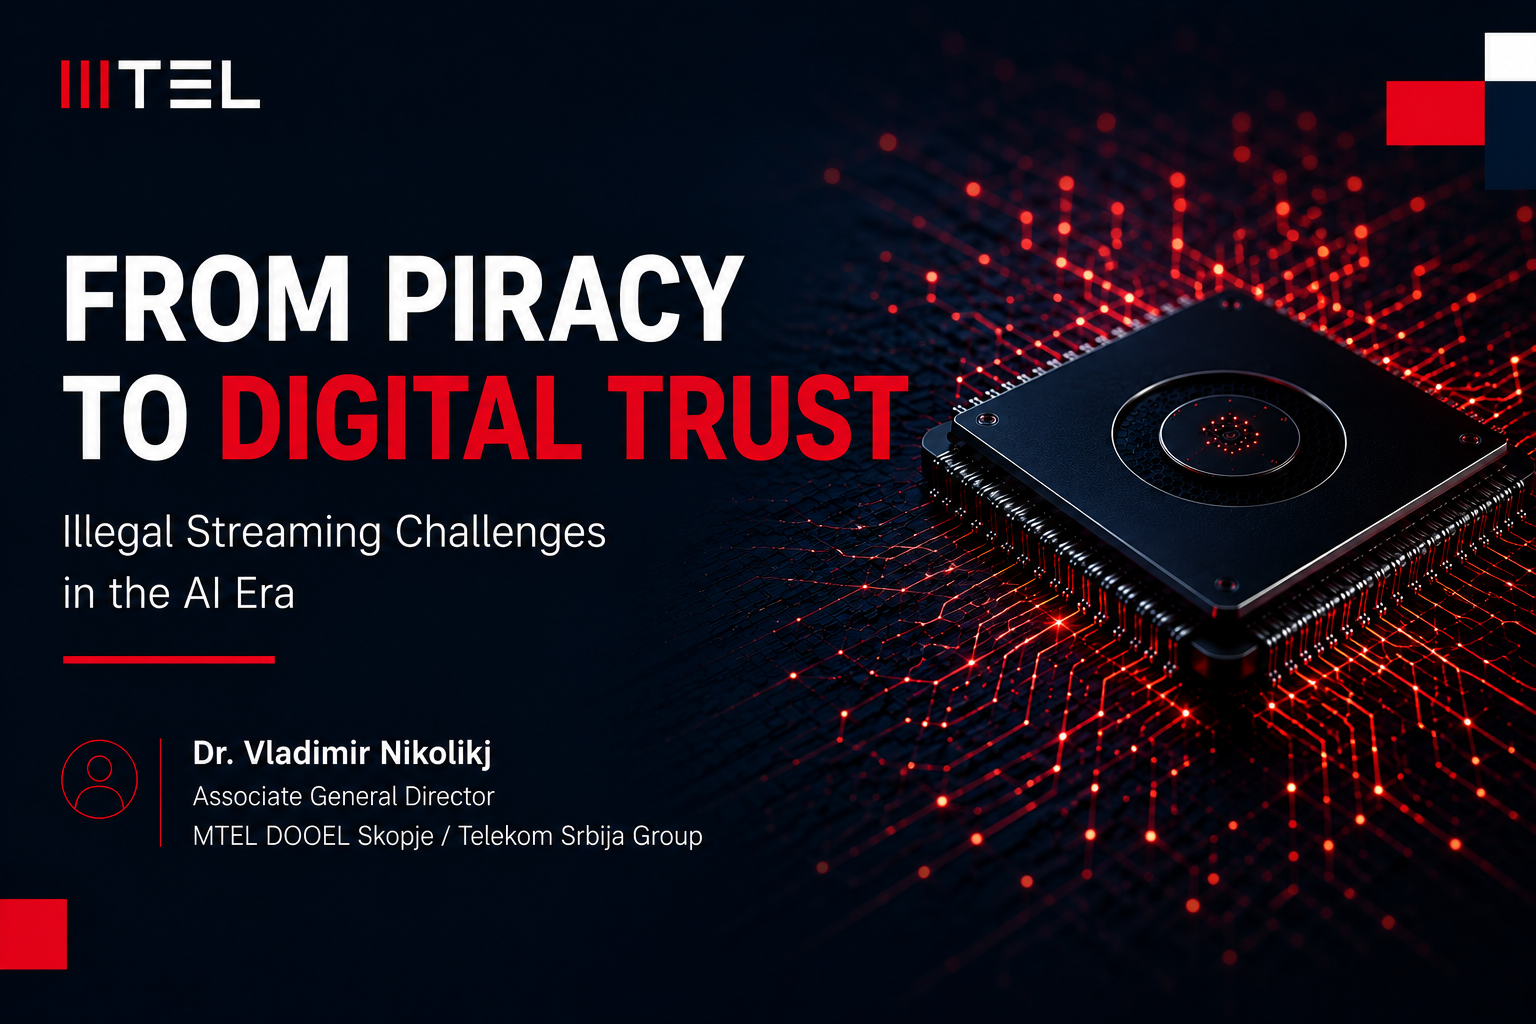 MTEL
FROM PIRACY
TO DIGITAL TRUST
Illegal Streaming Challenges
in the AI Era
Dr. Vladimir Nikolikj
Associate General Director
MTEL DOOEL Skopje / Telekom Srbija Group